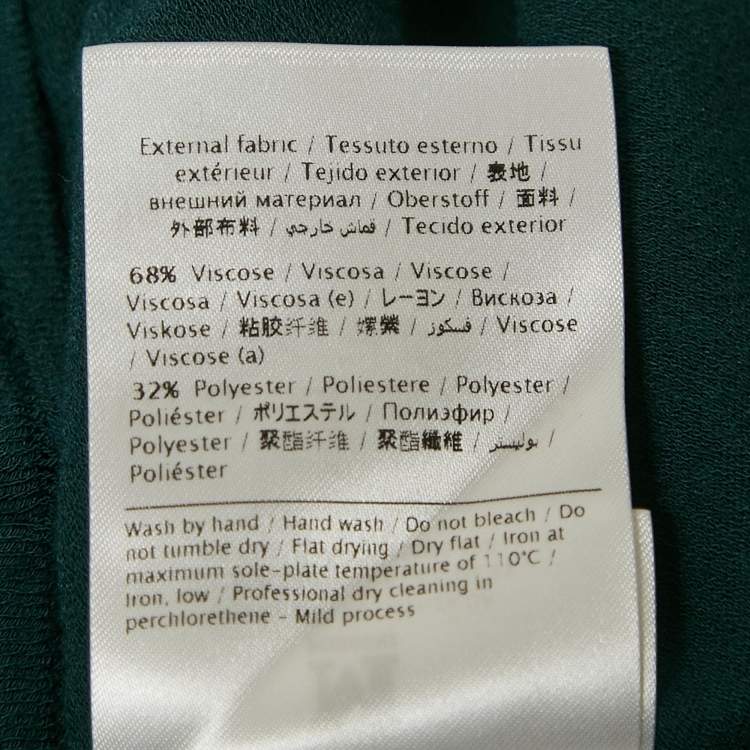 External fabric / Tessuto esterno / Tissu
extérieur / Tejido exterior / 表地 /
внешний материал / Oberstoff / 面料 /
外部布料 / قماش خارجي / Tecido exterior
68% Viscose / Viscosa / Viscose /
Viscosa / Viscosa (e) / レーヨン / Вискоза /
Viskose / 粘胶纤维 / 嫘縈 / فسكوز / Viscose
/ Viscose (a)
32% Polyester / Poliestere / Polyester /
Poliéster / ポリエステル / Полиэфир /
Polyester / 聚酯纤维 / 聚酯纖維 / بوليستر /
Poliéster
Wash by hand / Hand wash / Do not bleach / Do
not tumble dry / Flat drying / Dry flat / Iron at
maximum sole-plate temperature of 110°C /
Iron, low / Professional dry cleaning in
perchlorethene - Mild process